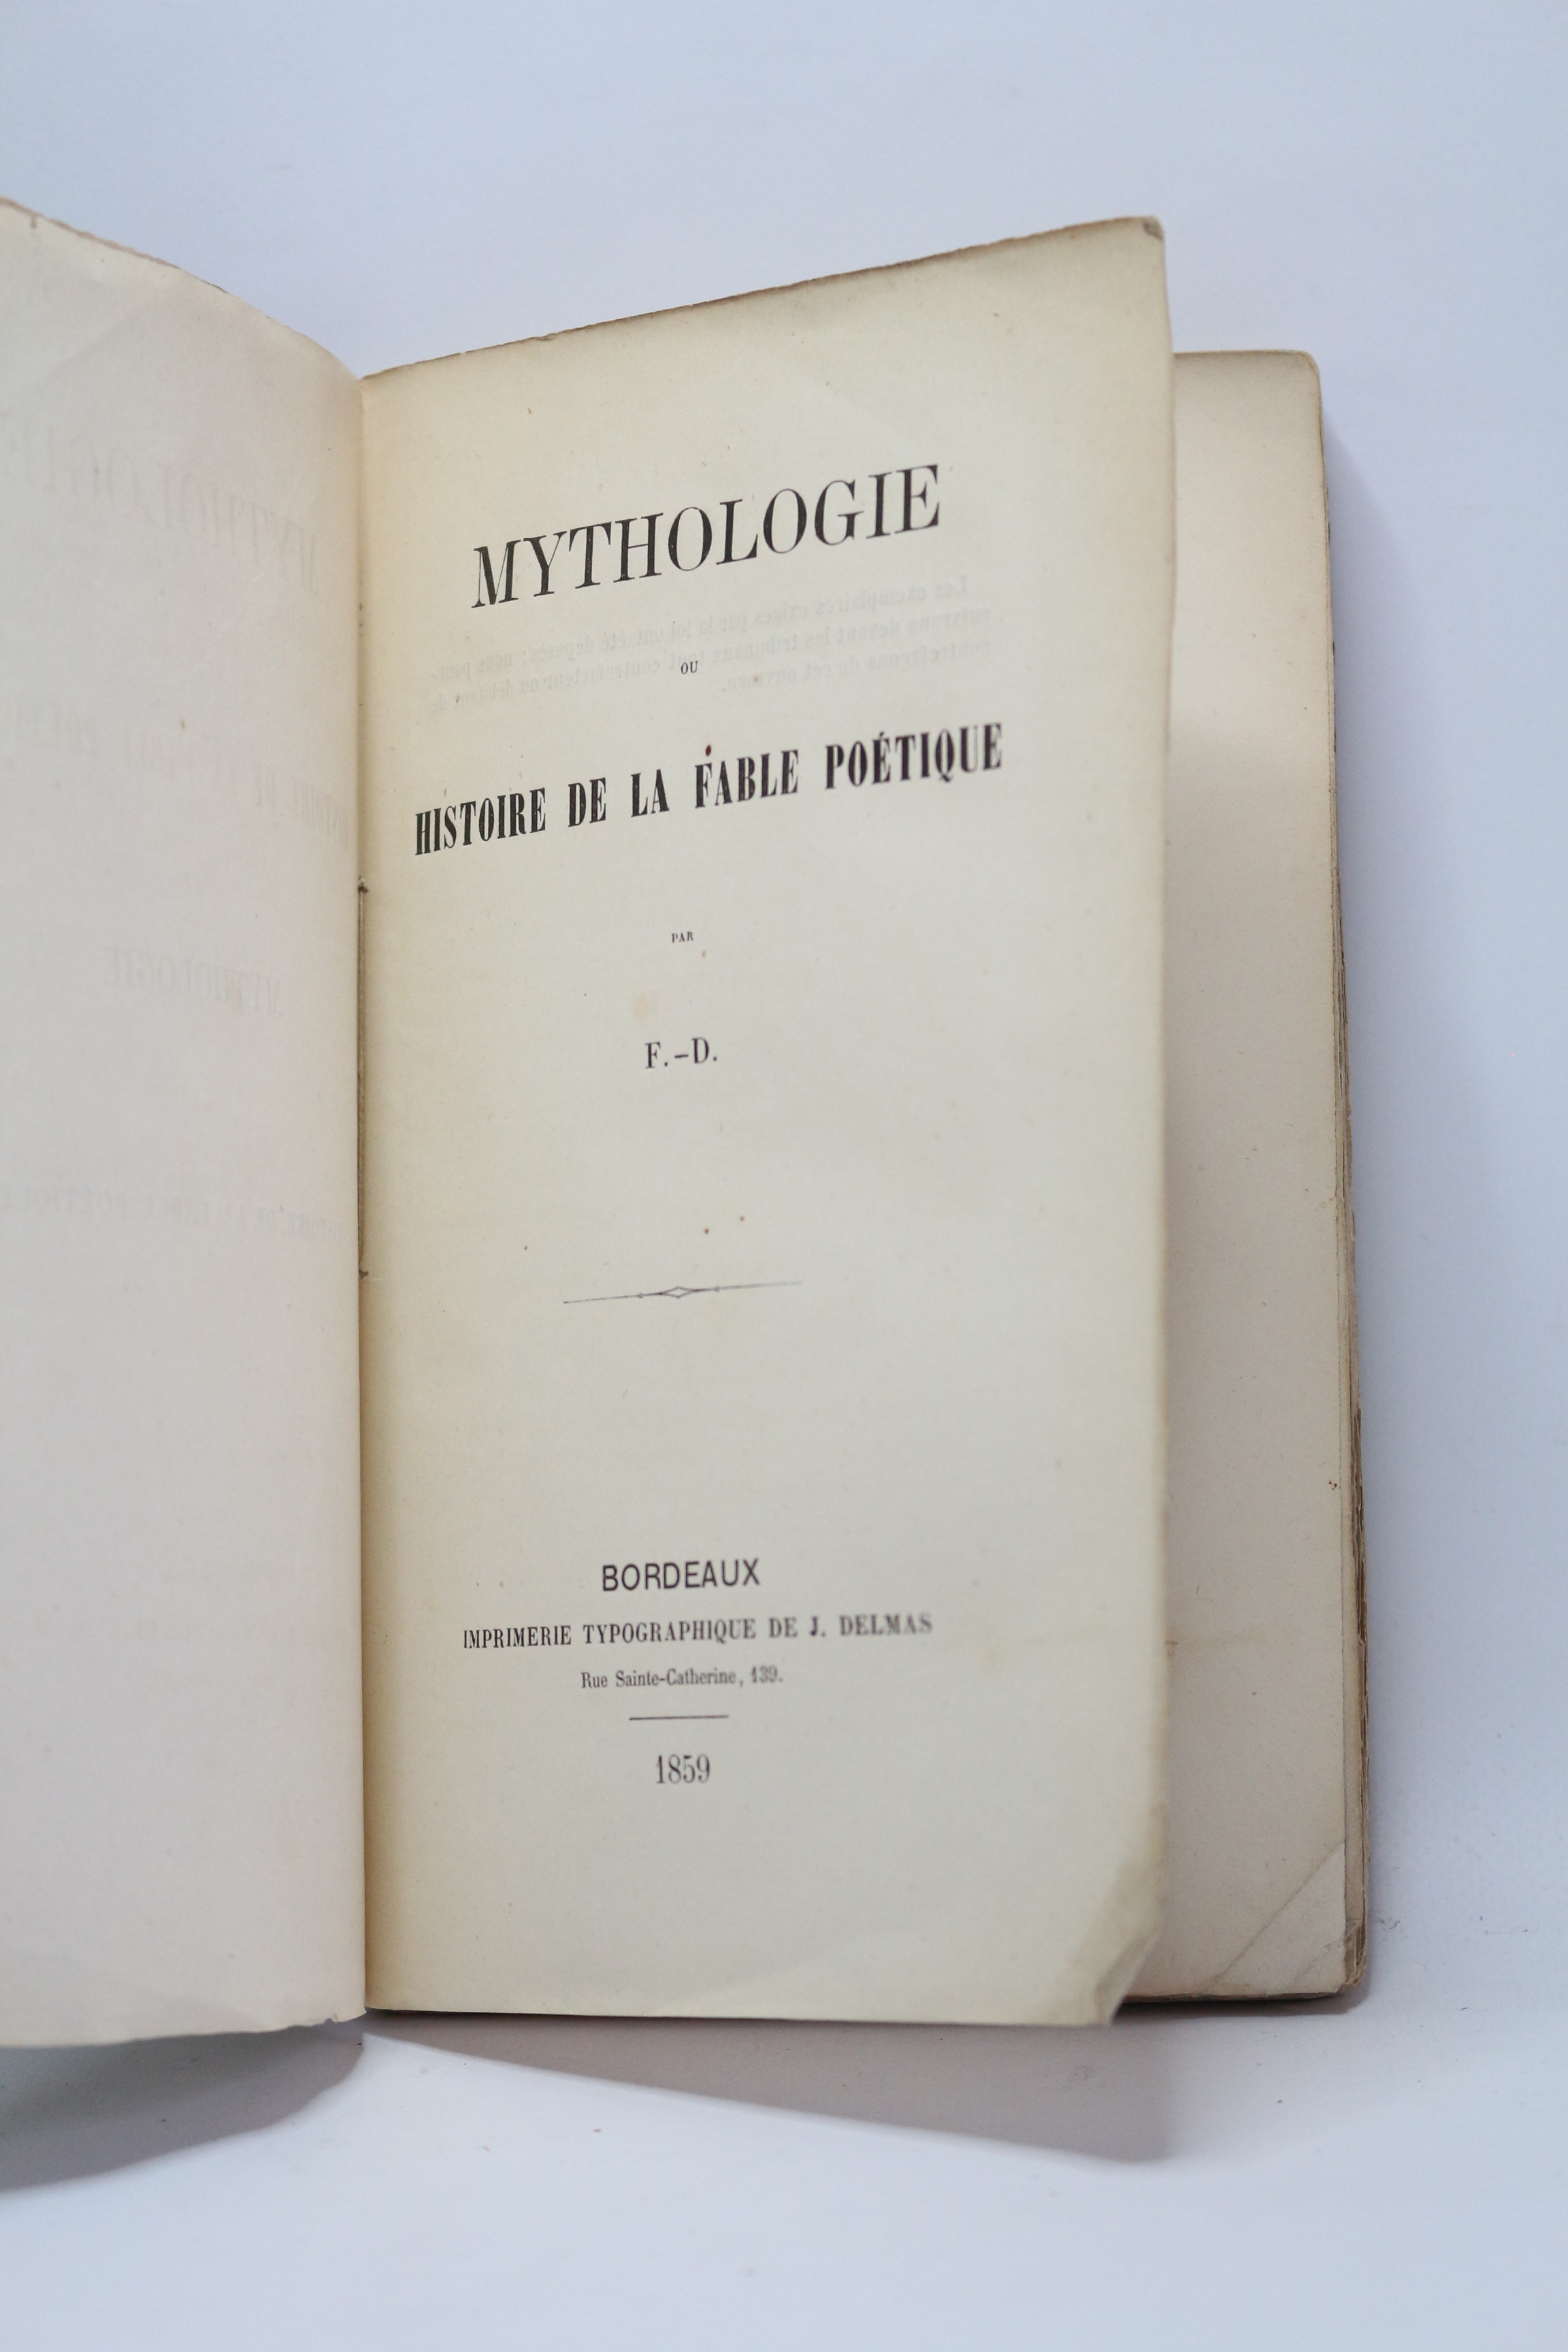 MYTHOLOGIE
OU
HISTOIRE DE LA FABLE POÉTIQUE
PAR
F.-D.
BORDEAUX
IMPRIMERIE TYPOGRAPHIQUE DE J. DELMAS
Rue Sainte-Catherine, 139.
1859